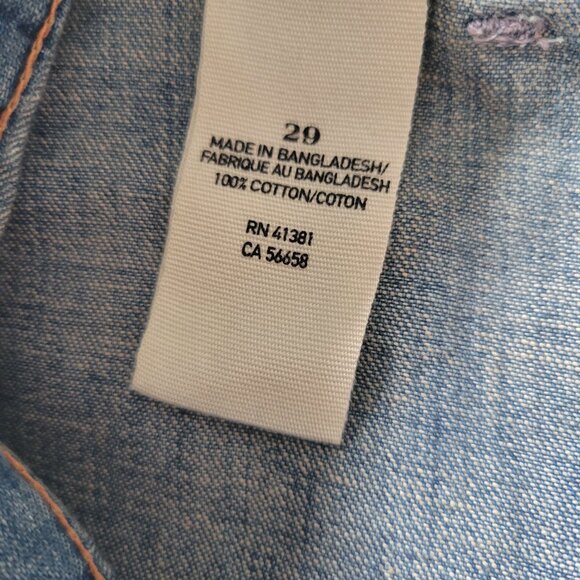 29
MADE IN BANGLADESH/
FABRIQUE AU BANGLADESH
100% COTTON/COTON
RN 41381
CA 56658